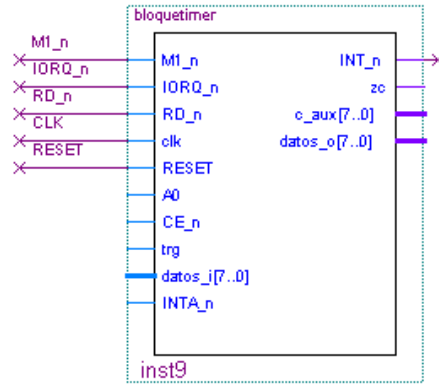 bloquetimer
M1_n
IORQ_n
RD_n
CLK
RESET
M1_n INT_n
IORQ_n zc
RD_n c_aux[7..0]
clk datos_o[7..0]
RESET
A0
CE_n
trg
datos_i[7..0]
INTA_n
inst9